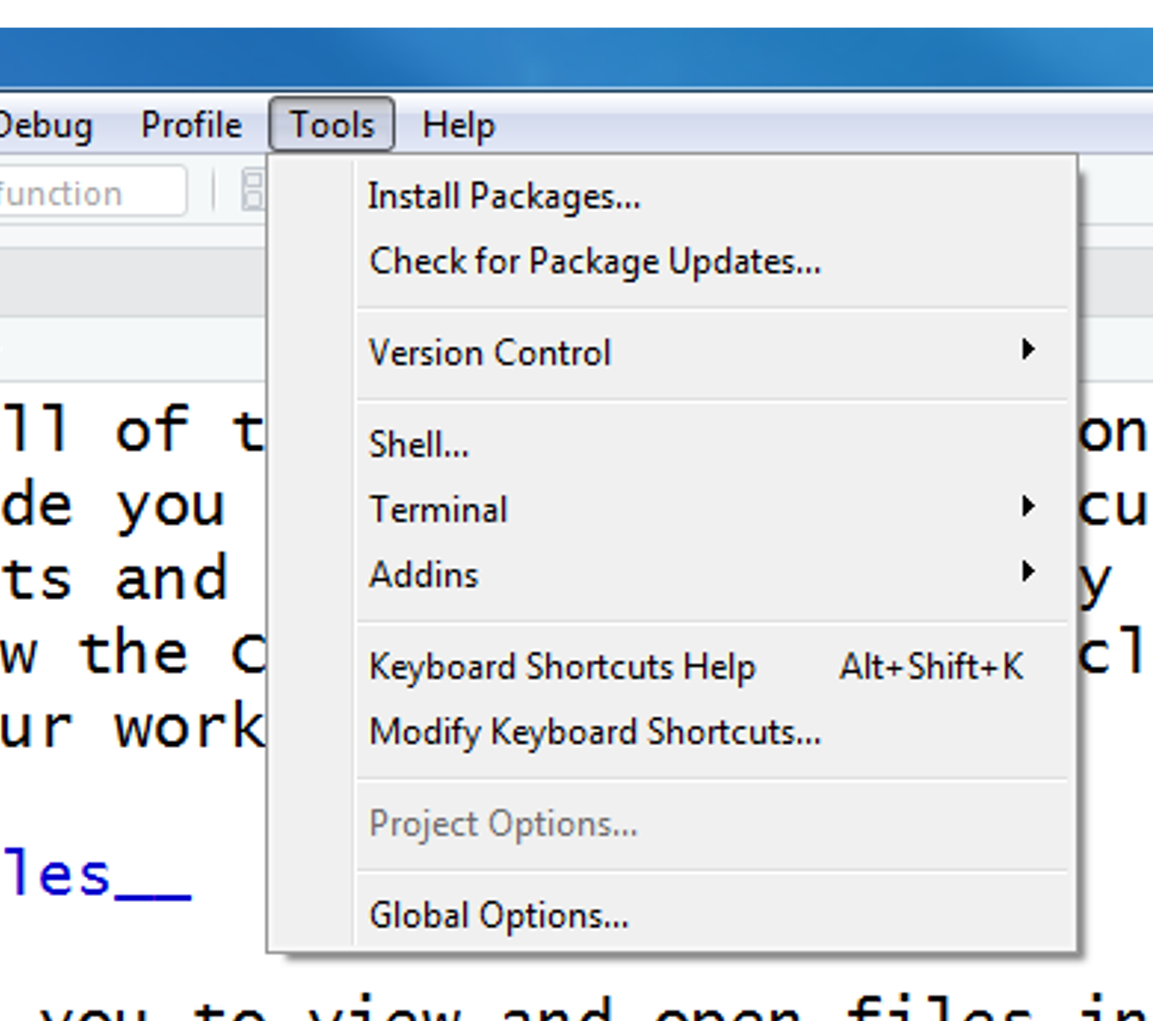 Debug Profile Tools Help
function
Install Packages...
Check for Package Updates...
Version Control
Shell...
Terminal
Addins
Keyboard Shortcuts Help Alt+Shift+K
Modify Keyboard Shortcuts...
Project Options...
Global Options...
ll of t on
de you cu
ts and y
w the C cl
ur work
les__
you to view and open files in